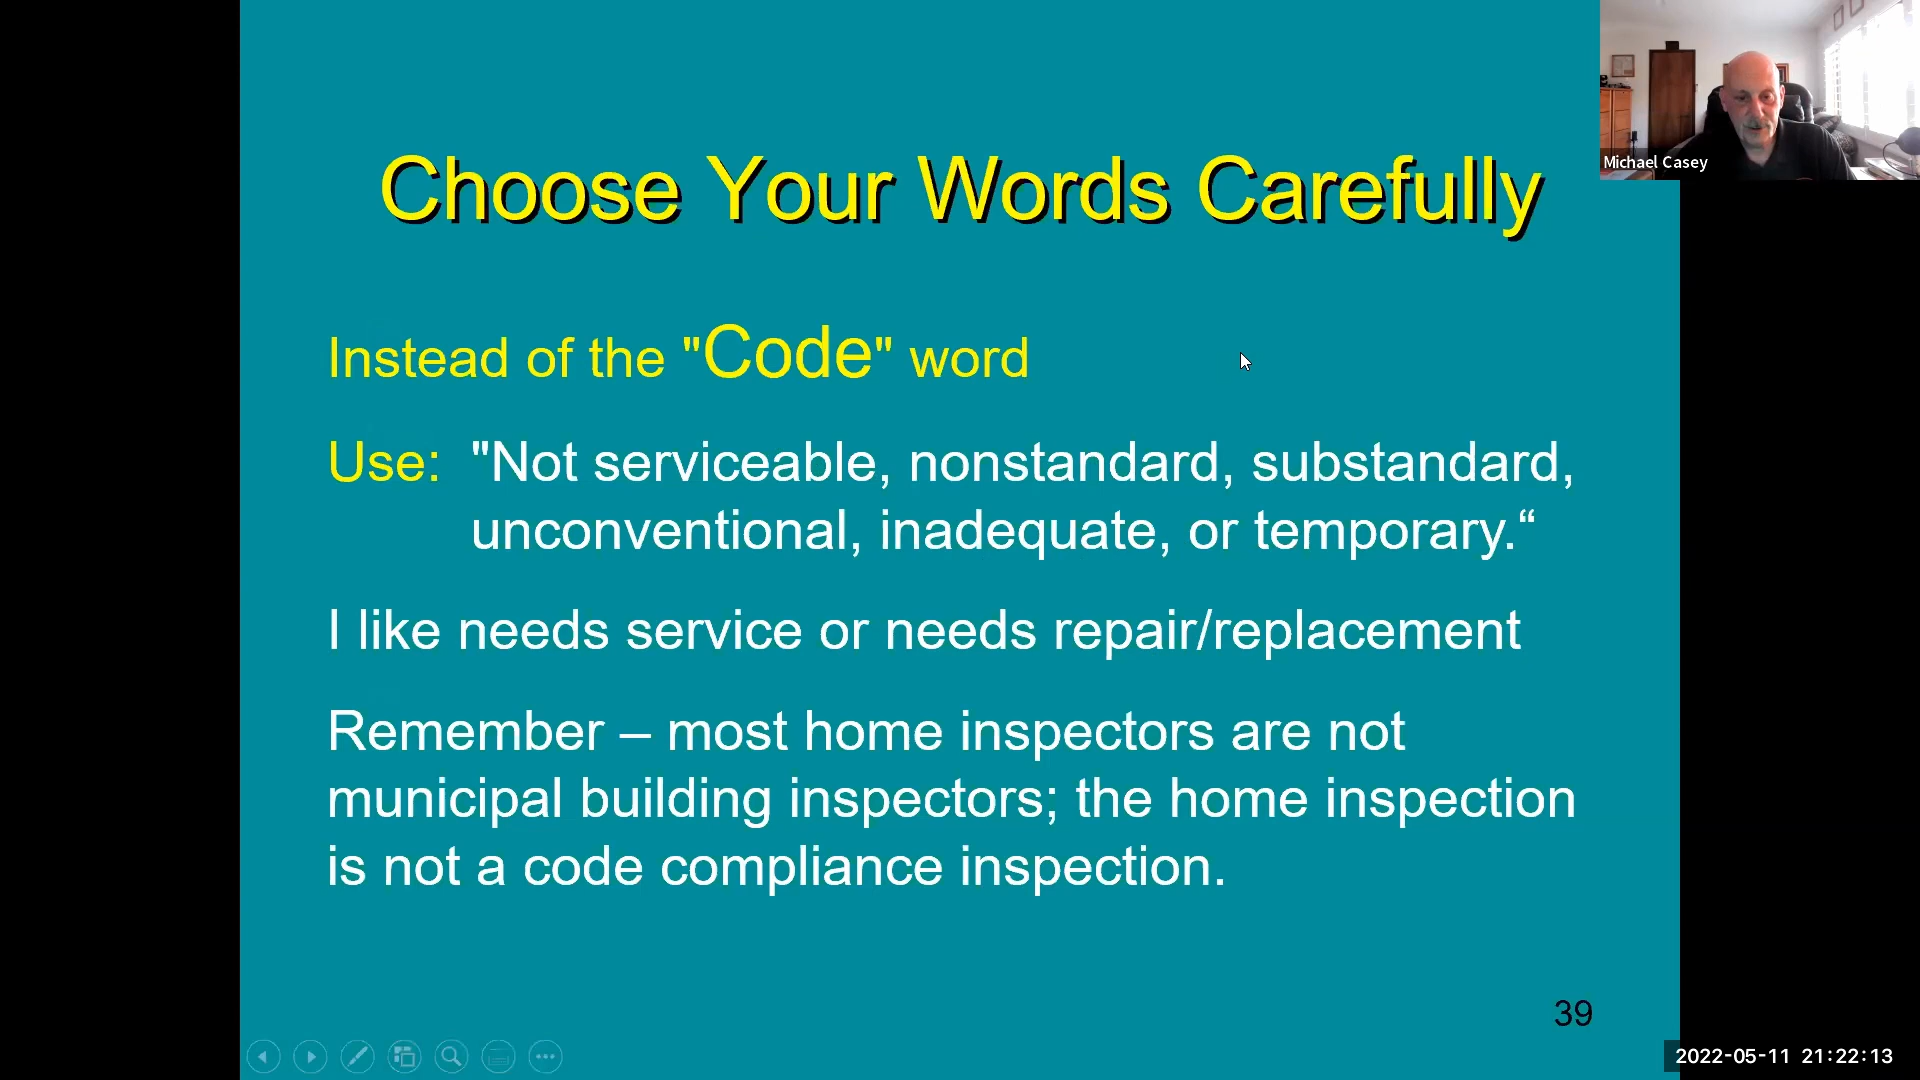 Choose Your Words Carefully
Michael Casey
Instead of the "Code" word
Use: "Not serviceable, nonstandard, substandard,
unconventional, inadequate, or temporary.“
I like needs service or needs repair/replacement
Remember – most home inspectors are not
municipal building inspectors; the home inspection
is not a code compliance inspection.
39
2022-05-11 21:22:13